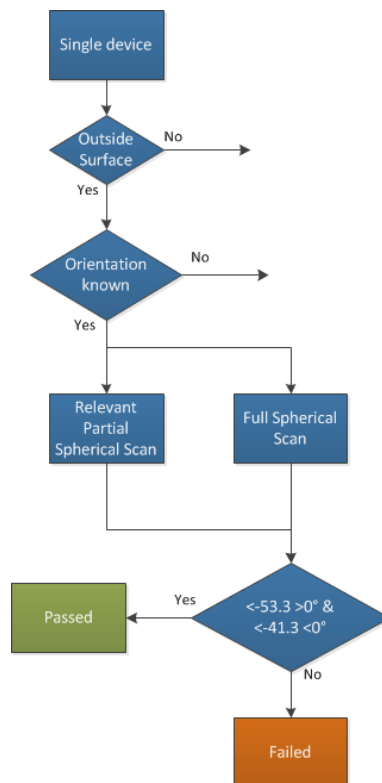 Single device
Outside
Surface
No
Yes
Orientation
known
No
Yes
Relevant
Partial
Spherical Scan
Full Spherical
Scan
<-53.3 >0° &
<-41.3 <0°
Yes
Passed
No
Failed